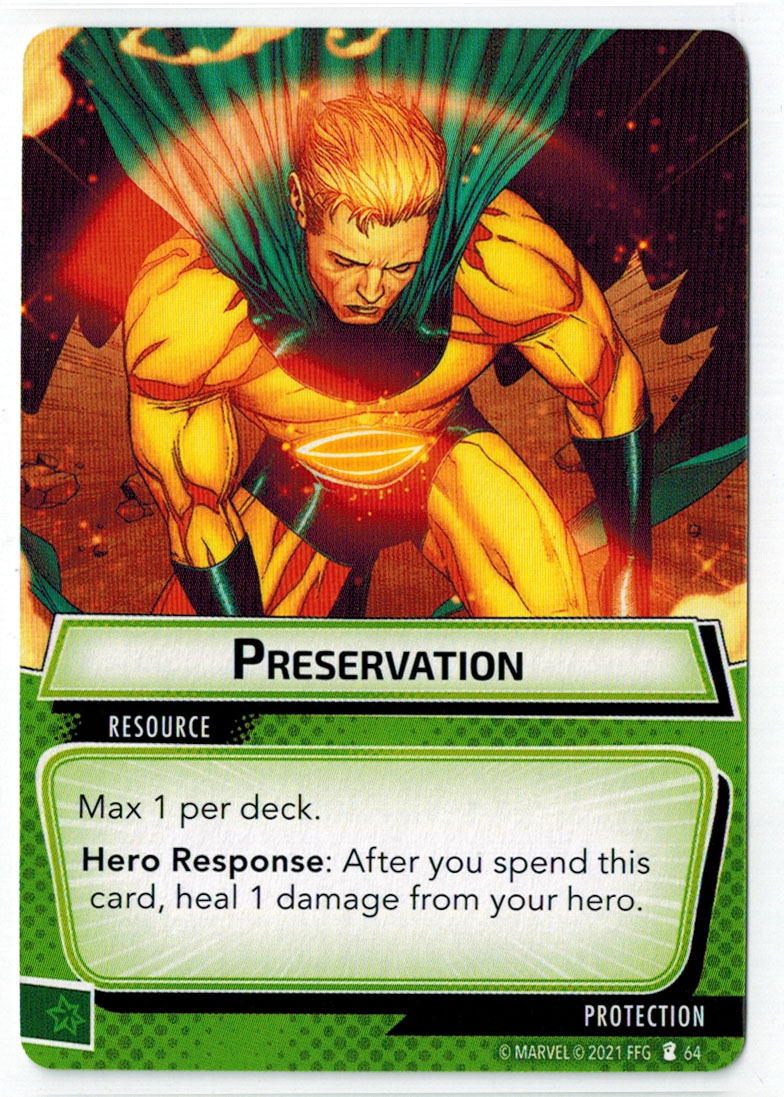 PRESERVATION
RESOURCE
Max 1 per deck.
Hero Response: After you spend this
card, heal 1 damage from your hero.
PROTECTION
© MARVEL © 2021 FFG 64